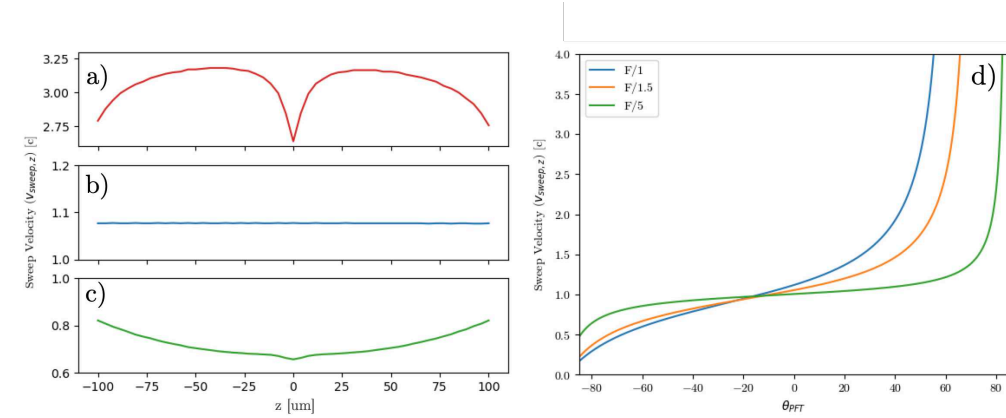 a)
3.25
3.00
2.75
b)
1.2
1.1
1.0
c)
1.0
0.8
0.6
−100 −75 −50 −25 0 25 50 75 100
z [um]
Sweep Velocity (vsweep, z) [c]
d)
F/1
F/1.5
F/5
4.0
3.5
3.0
2.5
2.0
1.5
1.0
0.5
0.0
−80 −60 −40 −20 0 20 40 60 80
θPFT
Sweep Velocity (vsweep, z) [c]